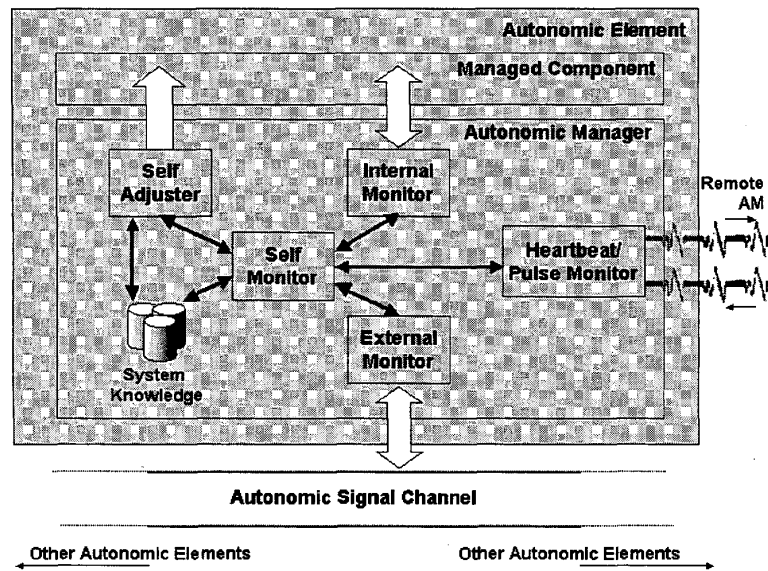 Autonomic Element
Managed Component
Autonomic Manager
Self
Adjuster
Internal
Monitor
Remote
AM
Self
Monitor
Heartbeat/
Pulse Monitor
External
Monitor
System
Knowledge
Autonomic Signal Channel
Other Autonomic Elements
Other Autonomic Elements